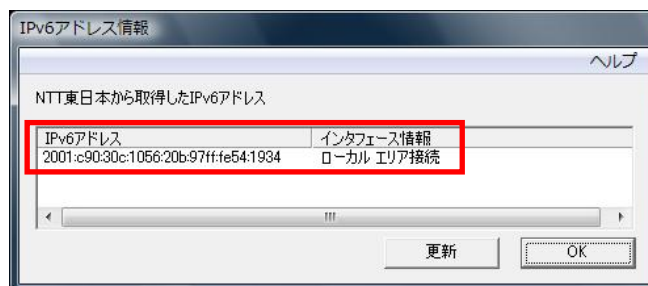 IPv6アドレス情報
ヘルプ
NTT東日本から取得したIPv6アドレス
IPv6アドレス インタフェース情報
2001:c90:30c:1056:20b:97ff:fe54:1934 ローカル エリア接続
更新 OK